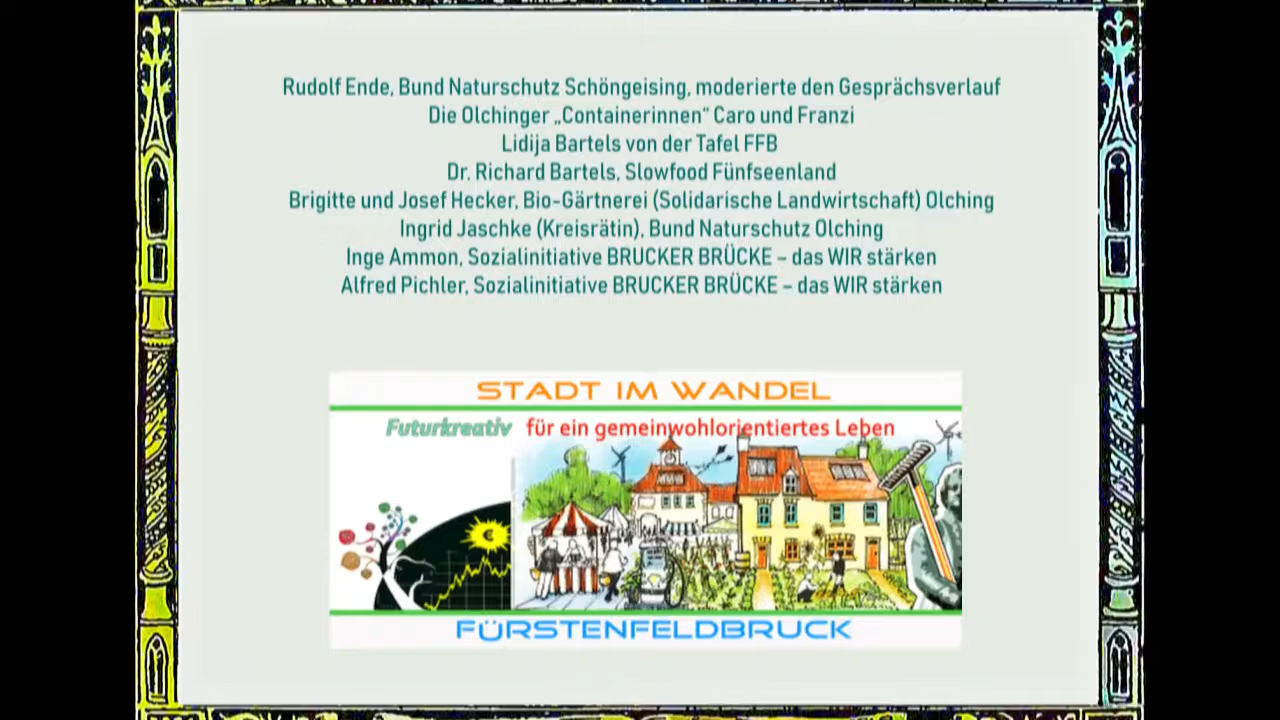 Rudolf Ende, Bund Naturschutz Schöngeising, moderierte den Gesprächsverlauf
Die Olchinger „Containerinnen“ Caro und Franzi
Lidija Bartels von der Tafel FFB
Dr. Richard Bartels, Slowfood Fünfseenland
Brigitte und Josef Hecker, Bio-Gärtnerei (Solidarische Landwirtschaft) Olching
Ingrid Jaschke (Kreisrätin), Bund Naturschutz Olching
Inge Ammon, Sozialinitiative BRUCKER BRÜCKE – das WIR stärken
Alfred Pichler, Sozialinitiative BRUCKER BRÜCKE – das WIR stärken
STADT IM WANDEL
Futurkreativ für ein gemeinwohlorientiertes Leben
€
FÜRSTENFELDBRUCK